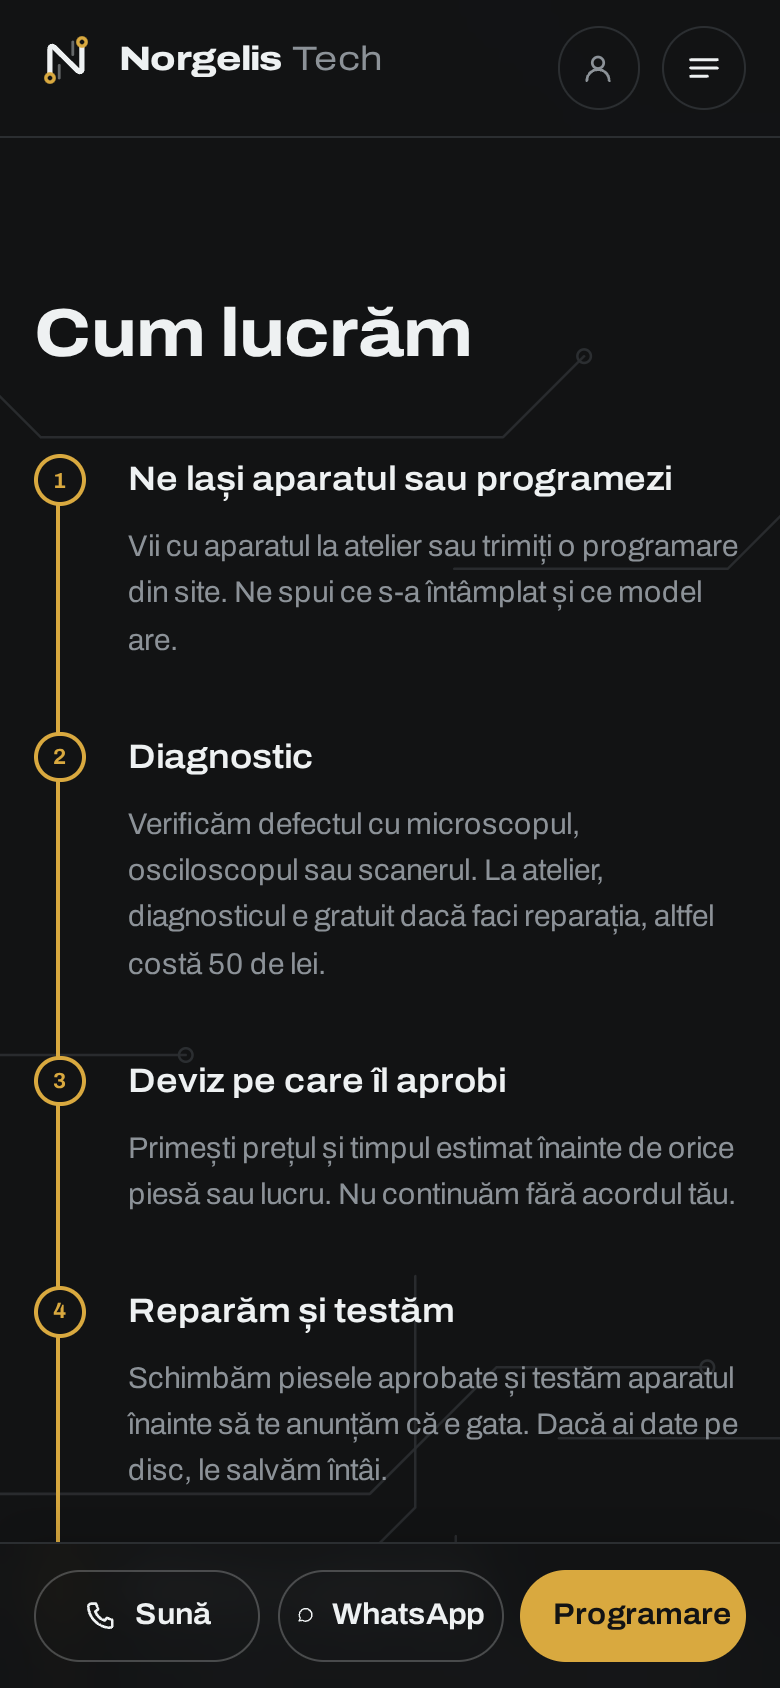 Norgelis Tech
Cum lucrăm
1
Ne lași aparatul sau programezi
Vii cu aparatul la atelier sau trimiți o programare
din site. Ne spui ce s-a întâmplat și ce model
are.
2
Diagnostic
Verificăm defectul cu microscopul,
osciloscopul sau scanerul. La atelier,
diagnosticul e gratuit dacă faci reparația, altfel
costă 50 de lei.
3
Deviz pe care îl aprobi
Primești prețul și timpul estimat înainte de orice
piesă sau lucru. Nu continuăm fără acordul tău.
4
Reparăm și testăm
Schimbăm piesele aprobate și testăm aparatul
înainte să te anunțăm că e gata. Dacă ai date pe
disc, le salvăm întâi.
Sună
WhatsApp
Programare